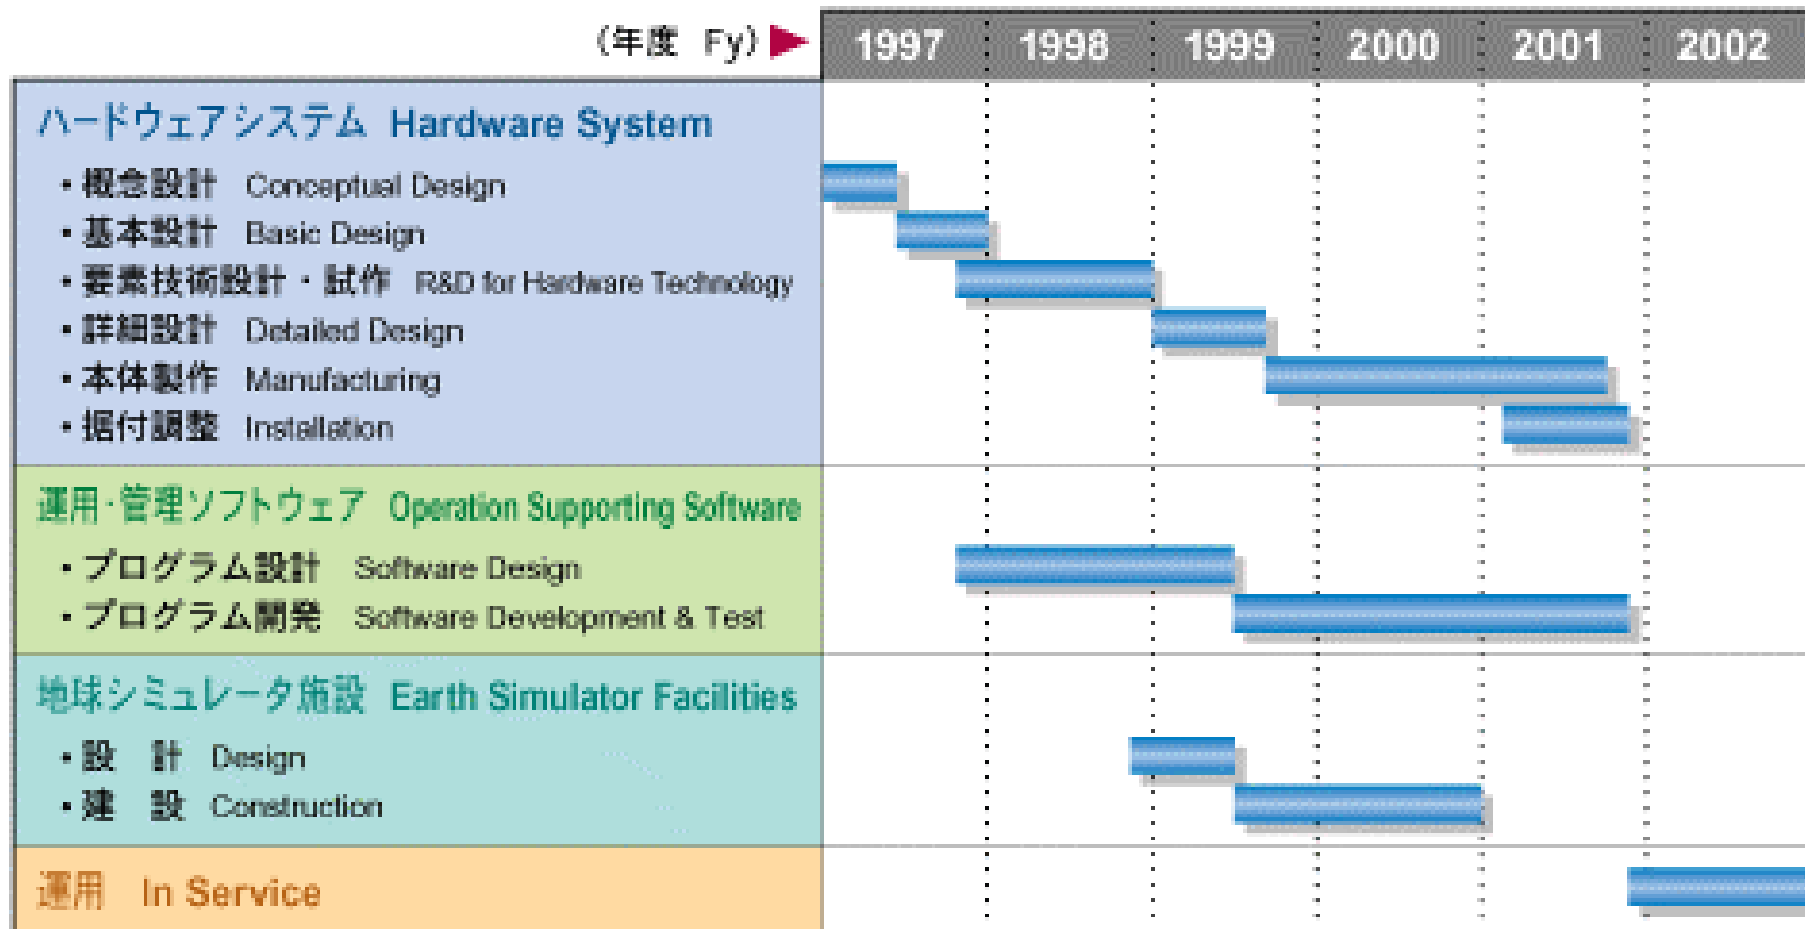 (年度 Fy) ▶ 1997 1998 1999 2000 2001 2002
ハードウェアシステム Hardware System
・概念設計 Conceptual Design
・基本設計 Basic Design
・要素技術設計・試作 R&D for Hardware Technology
・詳細設計 Detailed Design
・本体製作 Manufacturing
・据付調整 Installation
運用・管理ソフトウェア Operation Supporting Software
・プログラム設計 Software Design
・プログラム開発 Software Development & Test
地球シミュレータ施設 Earth Simulator Facilities
・設 計 Design
・建 設 Construction
運用 In Service